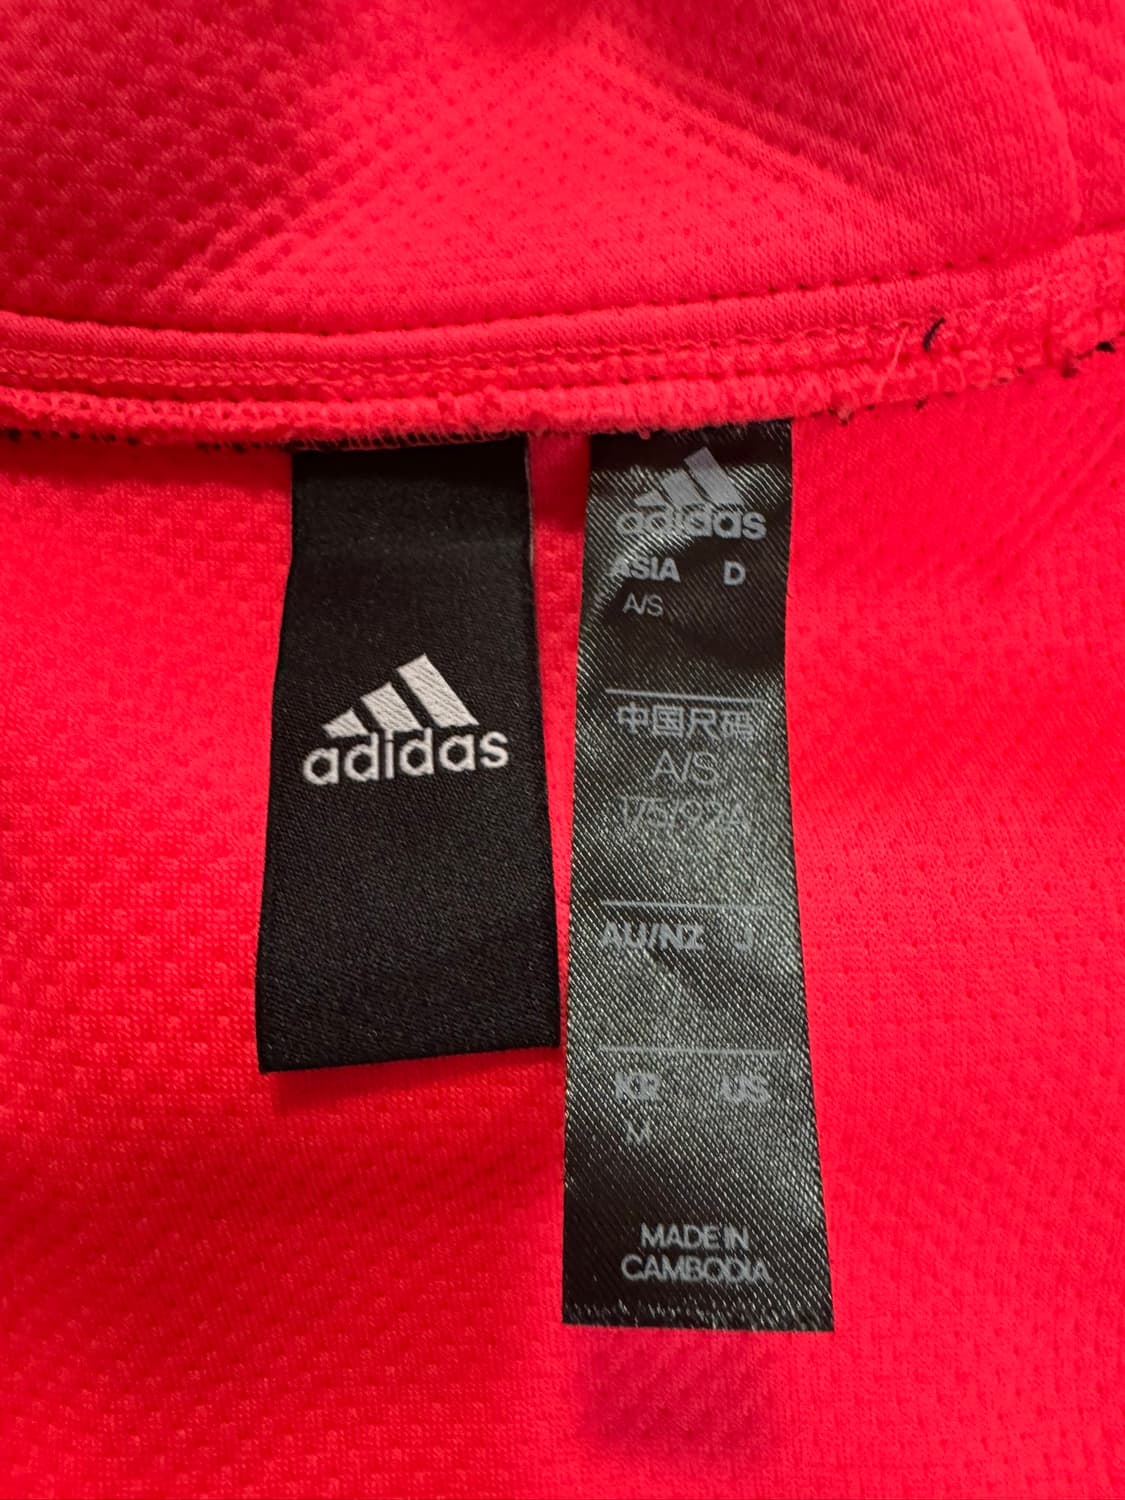 adidas
adidas
ASIA D
A/S
中国尺码
A/S
175/92A
AU/NZ J
KR US
M
MADE IN
CAMBODIA